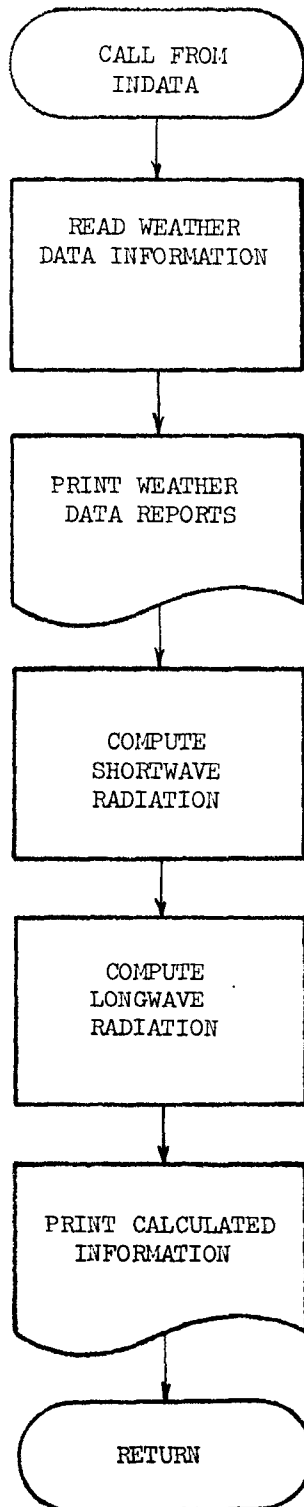 CALL FROM
INDATA
READ WEATHER
DATA INFORMATION
PRINT WEATHER
DATA REPORTS
COMPUTE
SHORTWAVE
RADIATION
COMPUTE
LONGWAVE
RADIATION
PRINT CALCULATED
INFORMATION
RETURN